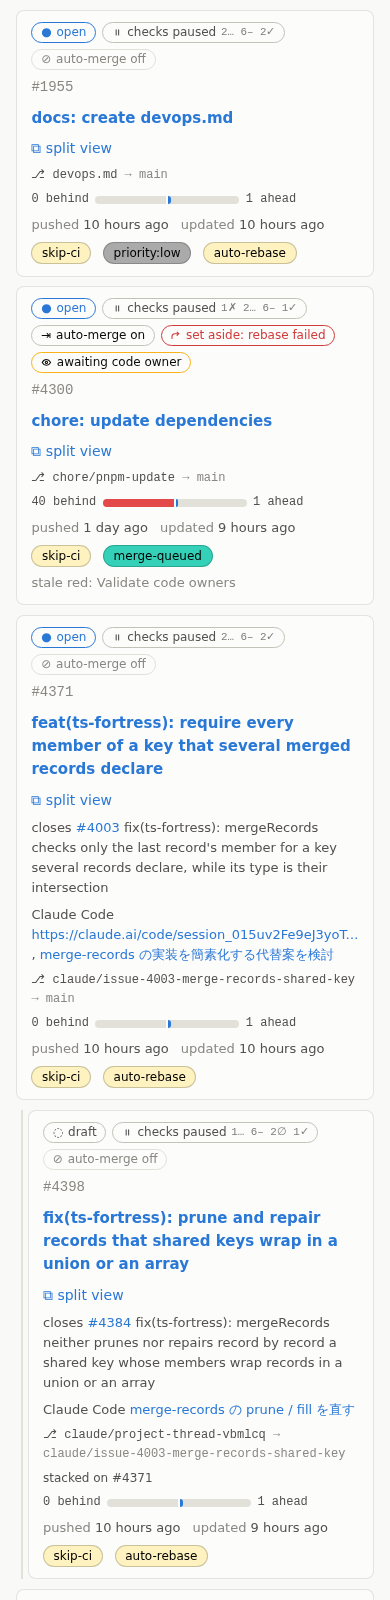 open checks paused 2… 6– 2✓
auto-merge off
#1955
docs: create devops.md
split view
devops.md → main
0 behind 1 ahead
pushed 10 hours ago updated 10 hours ago
skip-ci priority:low auto-rebase
open checks paused 1✗ 2… 6– 1✓
auto-merge on set aside: rebase failed
awaiting code owner
#4300
chore: update dependencies
split view
chore/pnpm-update → main
40 behind 1 ahead
pushed 1 day ago updated 9 hours ago
skip-ci merge-queued
stale red: Validate code owners
open checks paused 2… 6– 2✓
auto-merge off
#4371
feat(ts-fortress): require every
member of a key that several merged
records declare
split view
closes #4003 fix(ts-fortress): mergeRecords
checks only the last record's member for a key
several records declare, while its type is their
intersection
Claude Code
https://claude.ai/code/session_015uv2Fe9eJ3yoT…
, merge-records の実装を簡素化する代替案を検討
claude/issue-4003-merge-records-shared-key
→ main
0 behind 1 ahead
pushed 10 hours ago updated 10 hours ago
skip-ci auto-rebase
draft checks paused 1… 6– 2∅ 1✓
auto-merge off
#4398
fix(ts-fortress): prune and repair
records that shared keys wrap in a
union or an array
split view
closes #4384 fix(ts-fortress): mergeRecords
neither prunes nor repairs record by record a
shared key whose members wrap records in a
union or an array
Claude Code merge-records の prune / fill を直す
claude/project-thread-vbmlcq →
claude/issue-4003-merge-records-shared-key
stacked on #4371
0 behind 1 ahead
pushed 10 hours ago updated 9 hours ago
skip-ci auto-rebase